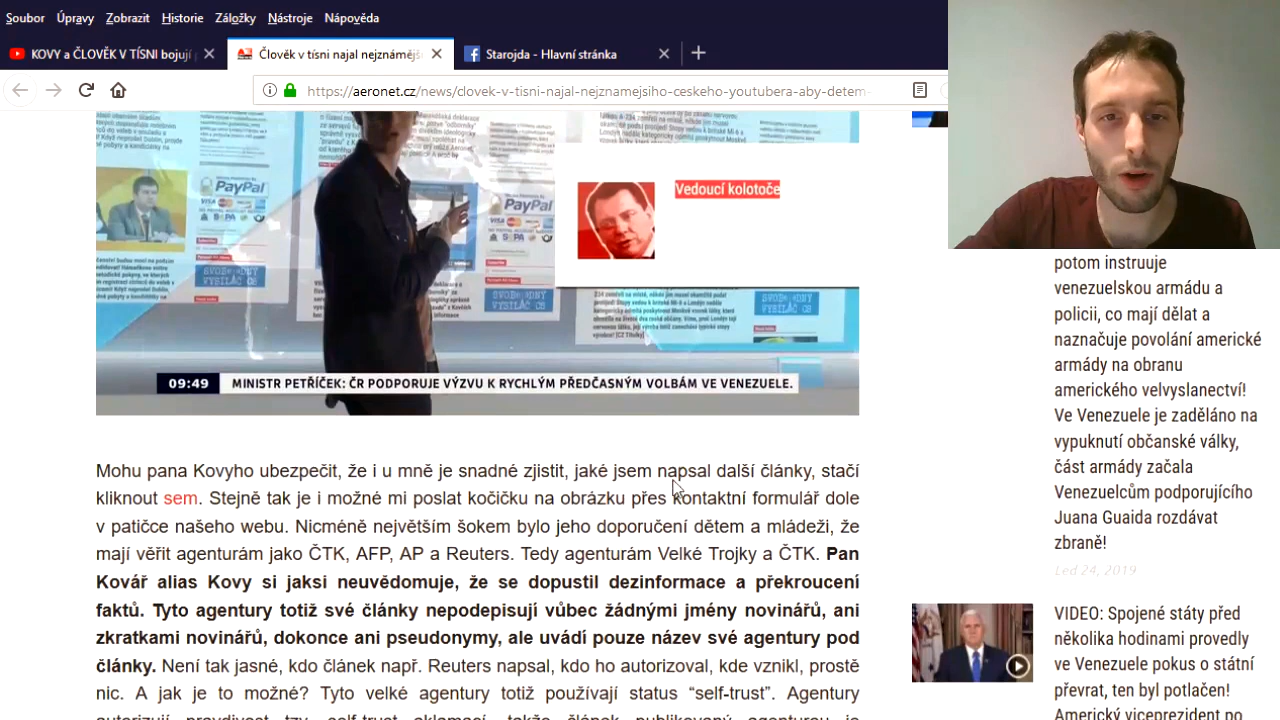 Soubor Úpravy Zobrazit Historie Záložky Nástroje Nápověda
KOVY a ČLOVĚK V TÍSNI bojují
Člověk v tísni najal nejznámějš
Starojda - Hlavní stránka
https://aeronet.cz/news/clovek-v-tisni-najal-nejznamejsiho-ceskeho-youtubera-aby-detem-
PayPal
PayPal
Vedoucí kolotoče
09:49 MINISTR PETŘÍČEK: ČR PODPORUJE VÝZVU K RYCHLÝM PŘEDČASNÝM VOLBÁM VE VENEZUELE.
Mohu pana Kovyho ubezpečit, že i u mně je snadné zjistit, jaké jsem napsal další články, stačí
kliknout sem. Stejně tak je i možné mi poslat kočičku na obrázku přes kontaktní formulář dole
v patičce našeho webu. Nicméně největším šokem bylo jeho doporučení dětem a mládeži, že
mají věřit agenturám jako ČTK, AFP, AP a Reuters. Tedy agenturám Velké Trojky a ČTK. Pan
Kovář alias Kovy si jaksi neuvědomuje, že se dopustil dezinformace a překroucení
faktů. Tyto agentury totiž své články nepodepisují vůbec žádnými jmény novinářů, ani
zkratkami novinářů, dokonce ani pseudonymy, ale uvádí pouze název své agentury pod
články. Není tak jasné, kdo článek např. Reuters napsal, kdo ho autorizoval, kde vznikl, prostě
nic. A jak je to možné? Tyto velké agentury totiž používají status “self-trust”. Agentury
potom instruuje
venezuelskou armádu a
policii, co mají dělat a
naznačuje povolání americké
armády na obranu
amerického velvyslanectví!
Ve Venezuele je zaděláno na
vypuknutí občanské války,
část armády začala
Venezuelcům podporujícího
Juana Guaida rozdávat
zbraně!
Led 24, 2019
VIDEO: Spojené státy před
několika hodinami provedly
ve Venezuele pokus o státní
převrat, ten byl potlačen!
Americký viceprezident po